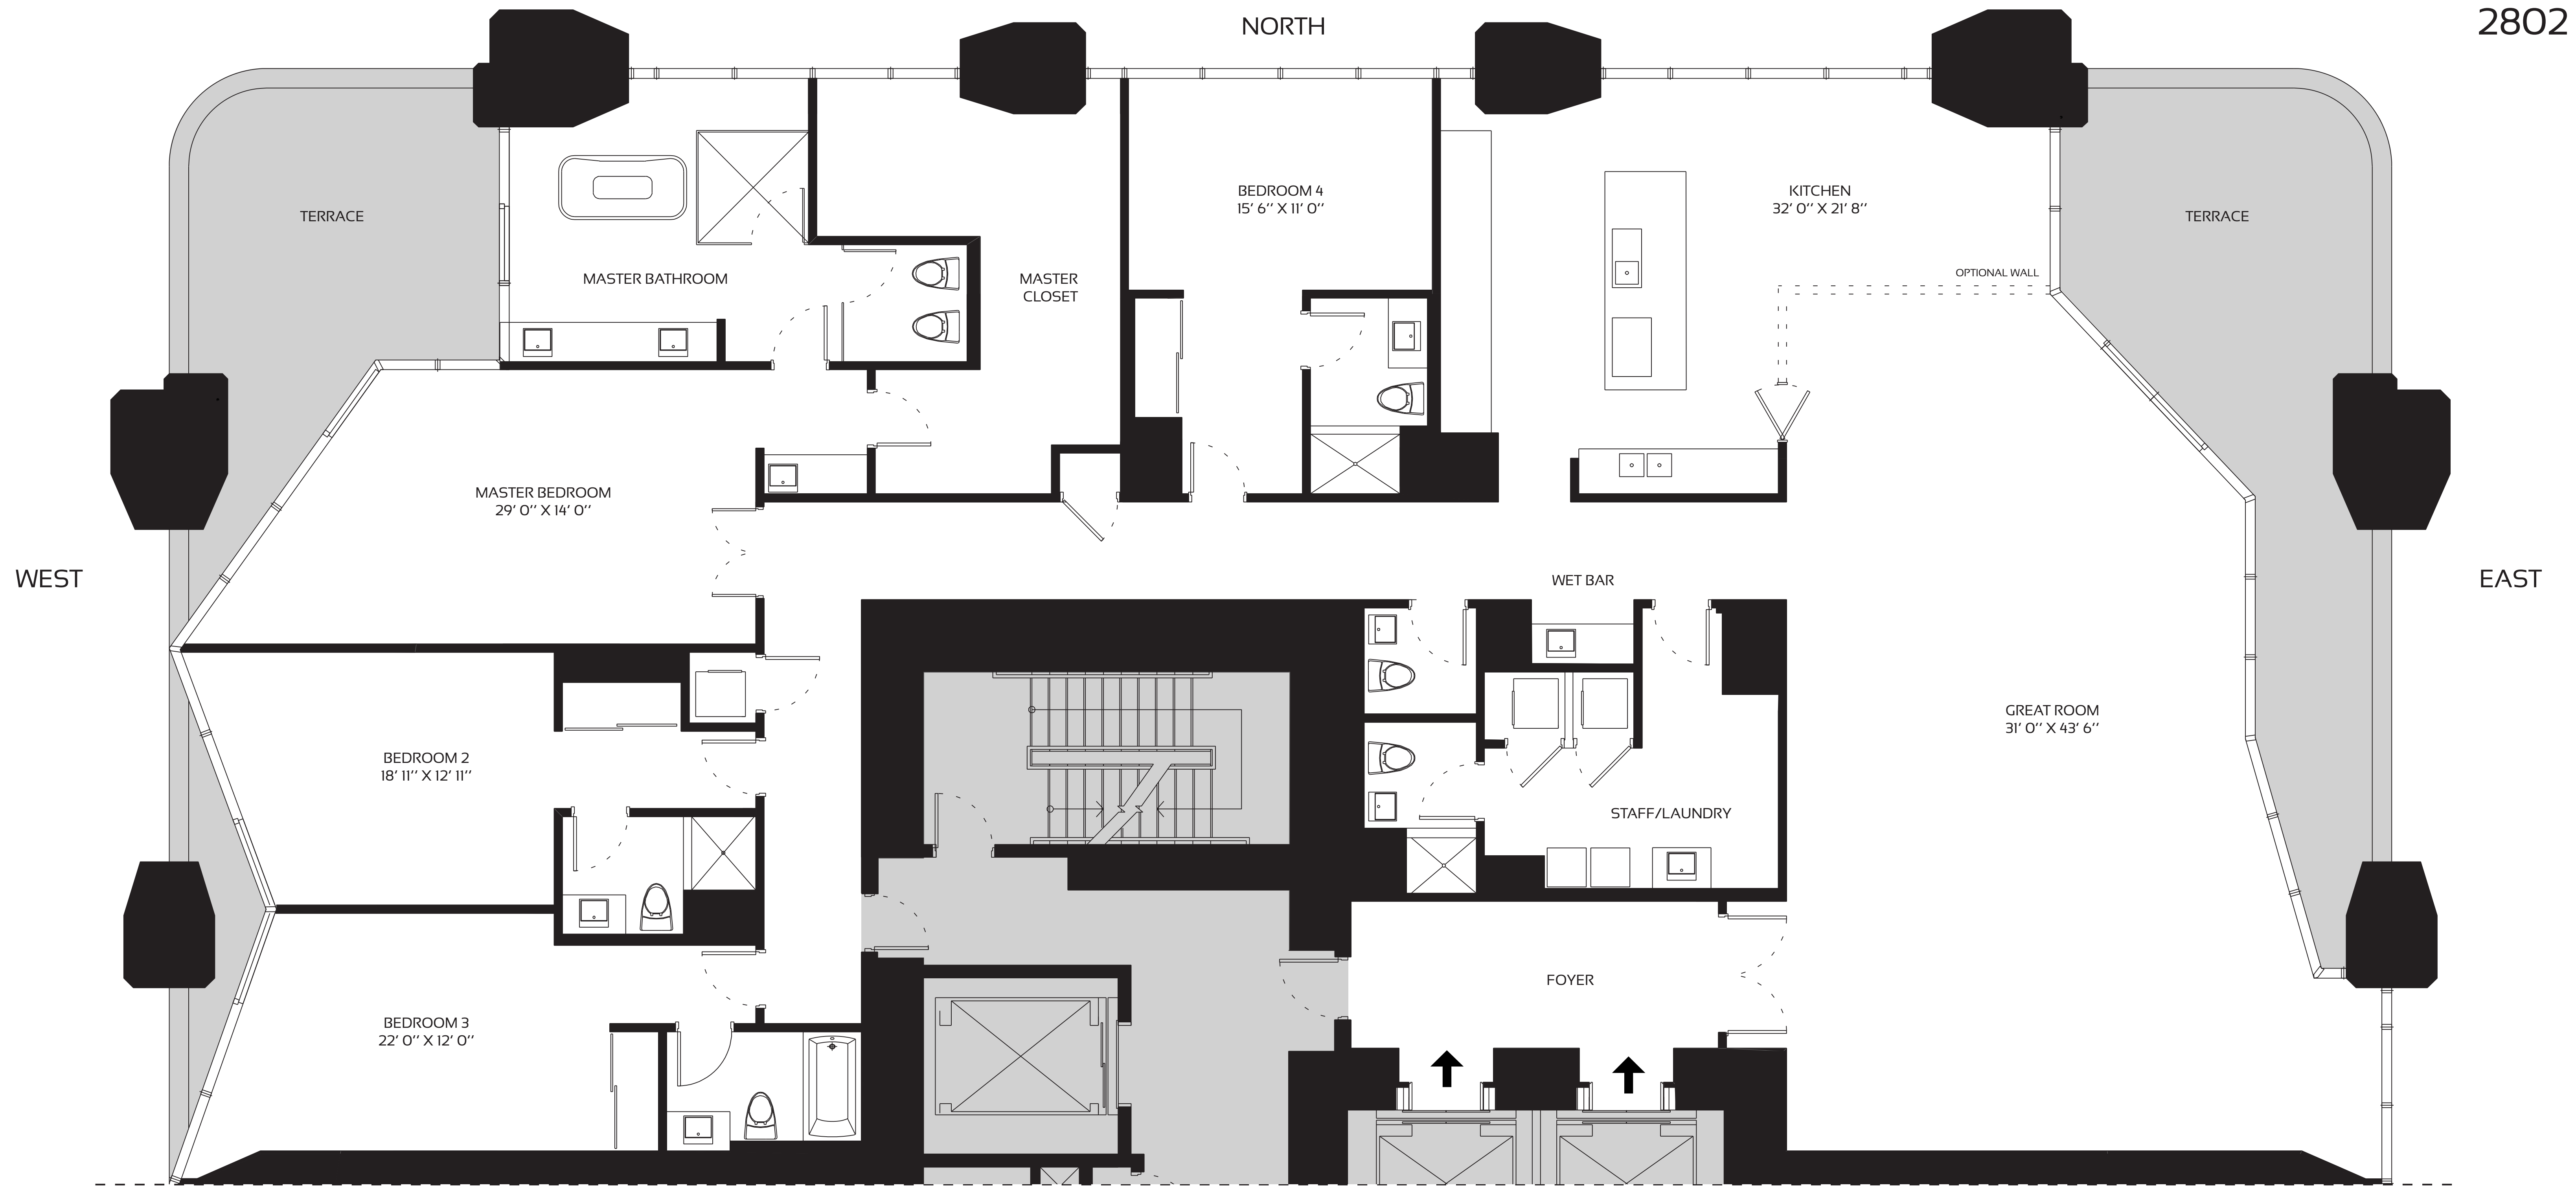 NORTH
2802
TERRACE
BEDROOM 4
15' 6'' X 11' 0''
KITCHEN
32' 0'' X 21' 8''
TERRACE
MASTER BATHROOM
MASTER
CLOSET
OPTIONAL WALL
MASTER BEDROOM
29' 0'' X 14' 0''
WEST
WET BAR
EAST
GREAT ROOM
31' 0'' X 43' 6''
BEDROOM 2
18' 11'' X 12' 11''
STAFF/LAUNDRY
FOYER
BEDROOM 3
22' 0'' X 12' 0''